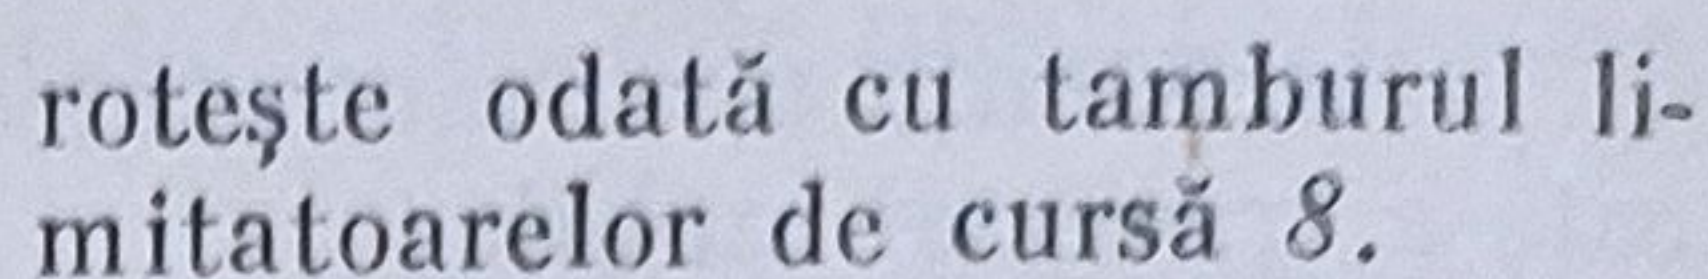 rotește odată cu tamburul li-
mitatoarelor de cursă 8.